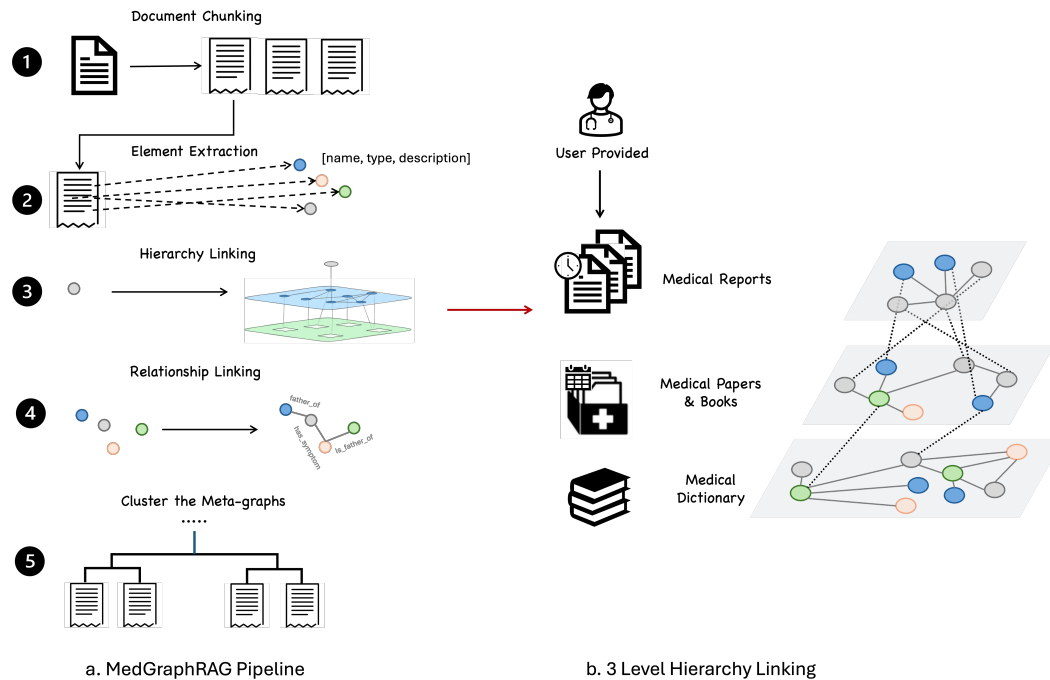 Document Chunking
1
Element Extraction
[name, type, description]
2
Hierarchy Linking
3
Relationship Linking
4
father_of
has_symptom
Is_father_of
Cluster the Meta-graphs
.....
5
a. MedGraphRAG Pipeline
User Provided
Medical Reports
Medical Papers
& Books
Medical
Dictionary
b. 3 Level Hierarchy Linking